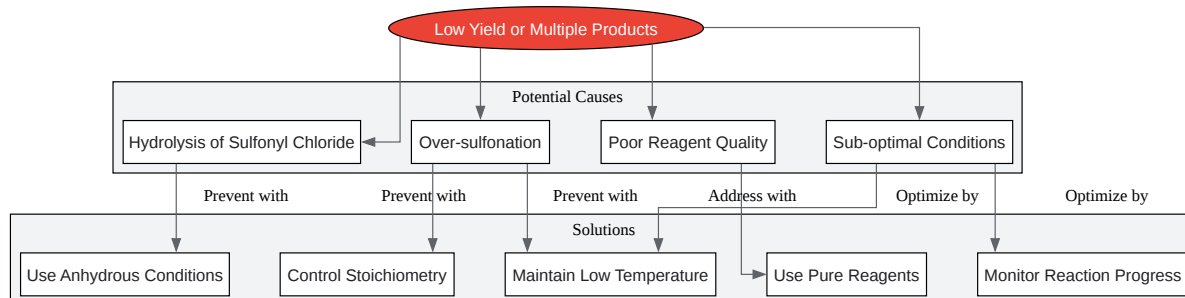 Low Yield or Multiple Products
Potential Causes
Hydrolysis of Sulfonyl Chloride
Over-sulfonation
Poor Reagent Quality
Sub-optimal Conditions
Prevent with
Prevent with
Prevent with
Address with
Optimize by
Optimize by
Solutions
Use Anhydrous Conditions
Control Stoichiometry
Maintain Low Temperature
Use Pure Reagents
Monitor Reaction Progress